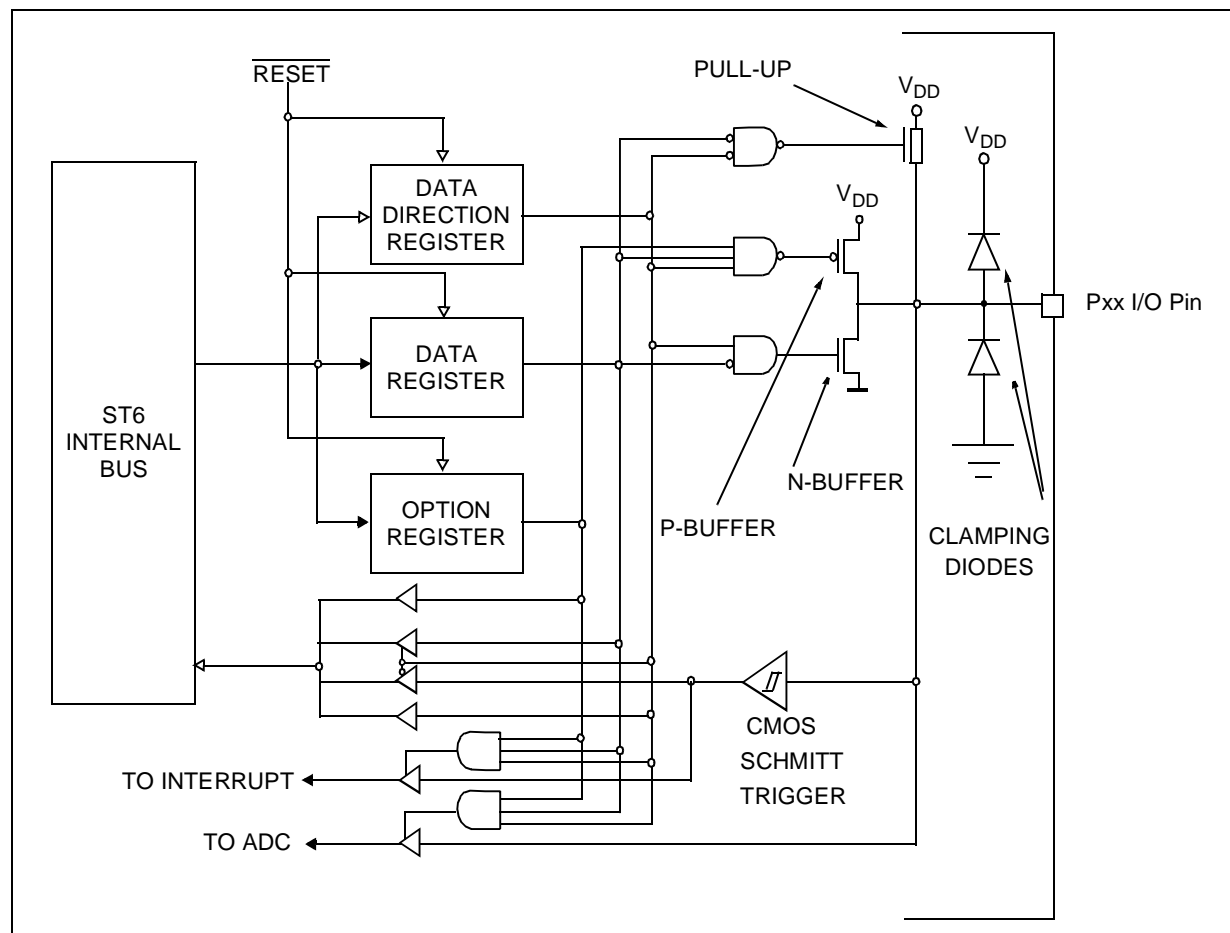 RESET
PULL-UP
VDD
VDD
DATA
DIRECTION
REGISTER
VDD
Pxx I/O Pin
DATA
REGISTER
ST6
INTERNAL
BUS
N-BUFFER
OPTION
REGISTER
P-BUFFER
CLAMPING
DIODES
CMOS
SCHMITT
TRIGGER
TO INTERRUPT
TO ADC